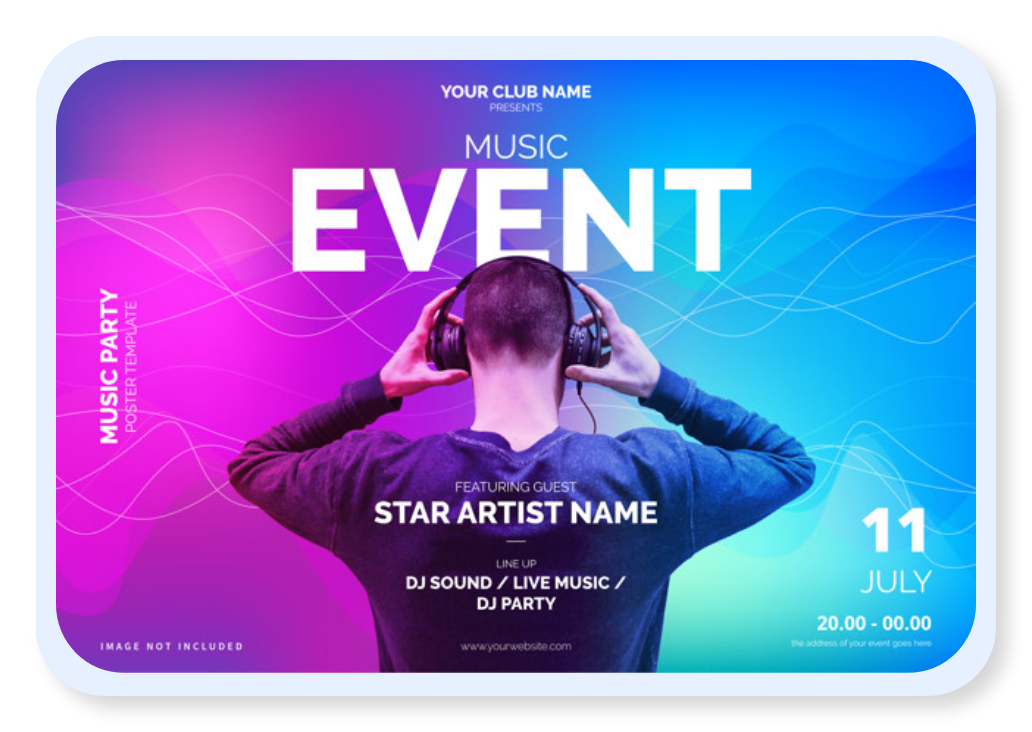 YOUR CLUB NAME
PRESENTS
MUSIC
EVENT
MUSIC PARTY
POSTER TEMPLATE
FEATURING GUEST
STAR ARTIST NAME
LINE UP
DJ SOUND / LIVE MUSIC /
DJ PARTY
www.yourwebsite.com
11
JULY
20.00 - 00.00
the address of your event goes here
IMAGE NOT INCLUDED